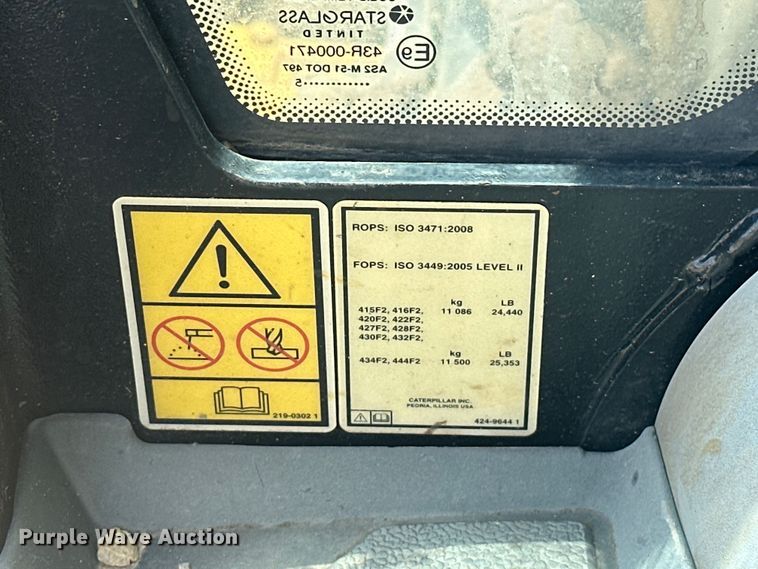 STARGLASS
TINTED
43R-000471
E9
AS2 M-51 DOT 497
5
ROPS: ISO 3471:2008
FOPS: ISO 3449:2005 LEVEL II
kg LB
415F2, 416F2, 11 086 24,440
420F2, 422F2,
427F2, 428F2,
430F2, 432F2,
kg LB
434F2, 444F2 11 500 25,353
CATERPILLAR INC.
PEORIA, ILLINOIS USA
219-0302 1
424-9644 1
Purple Wave Auction